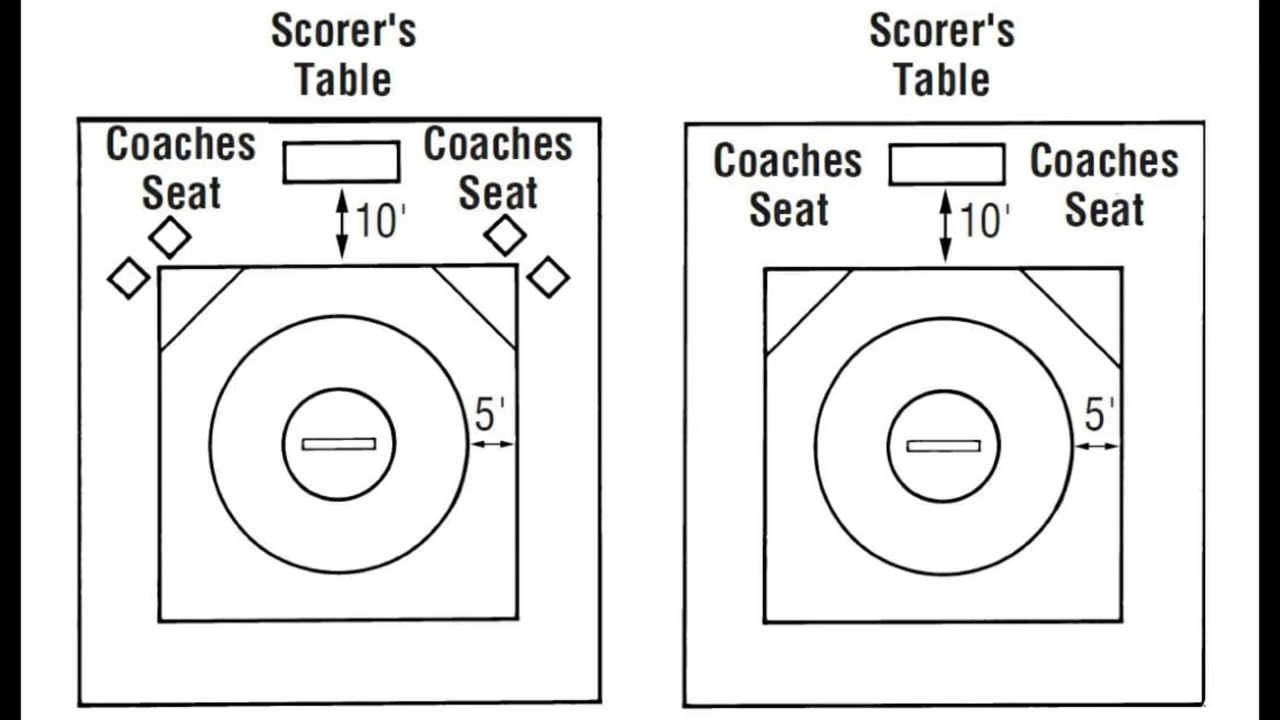 Scorer's
Table
Coaches
Seat
Coaches
Seat
10'
5'
Scorer's
Table
Coaches
Seat
Coaches
Seat
10'
5'